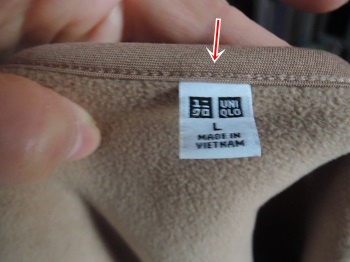 ユニ UNI
クロ QLO
L
MADE IN
VIETNAM